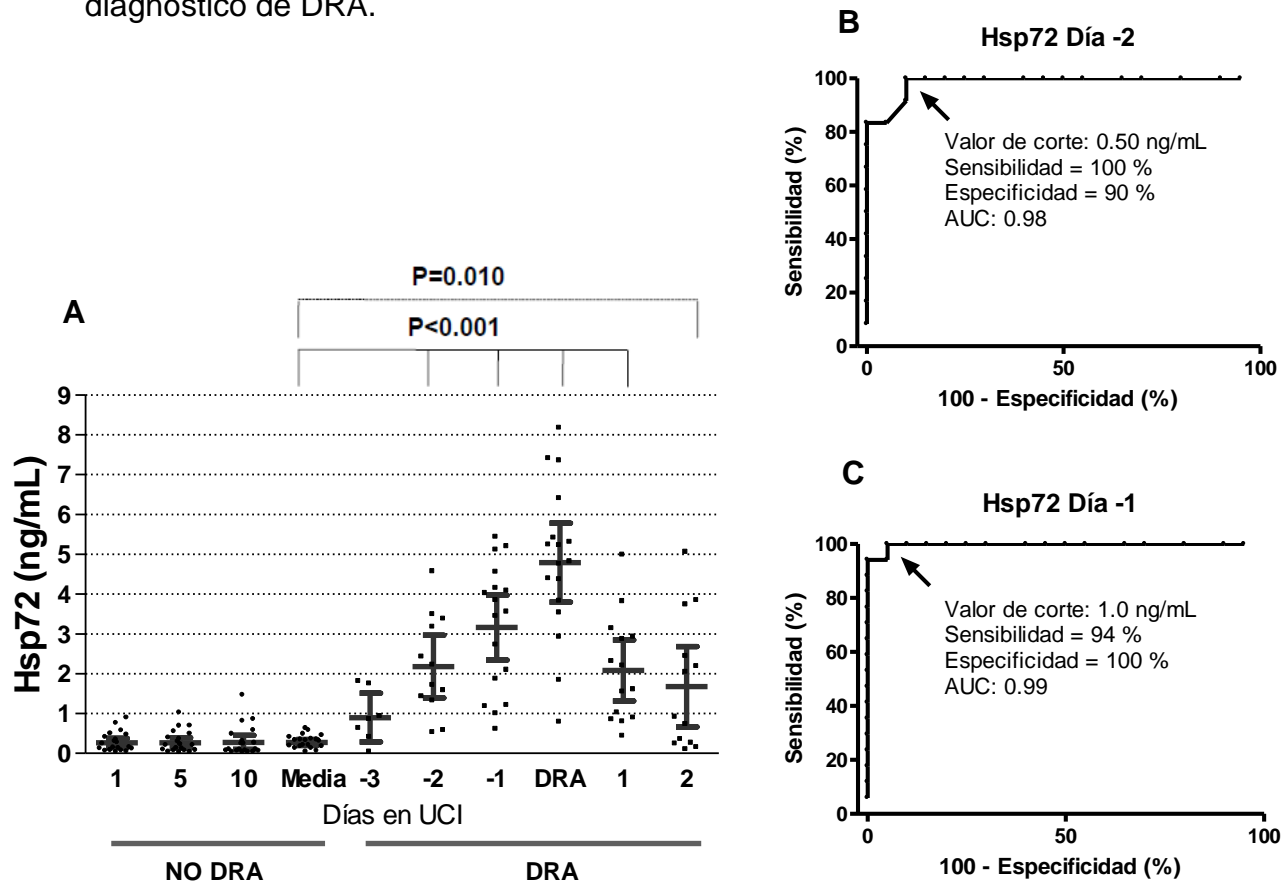 diagnóstico de DRA.
B
Hsp72 Día -2
100
80
60
40
20
0
Sensibilidad (%)
Valor de corte: 0.50 ng/mL
Sensibilidad = 100 %
Especificidad = 90 %
AUC: 0.98
0 50 100
100 - Especificidad (%)
A
P=0.010
P<0.001
9
8
7
6
5
4
3
2
1
0
Hsp72 (ng/mL)
1 5 10 Media -3 -2 -1 DRA 1 2
Días en UCI
NO DRA DRA
C
Hsp72 Día -1
100
80
60
40
20
0
Sensibilidad (%)
Valor de corte: 1.0 ng/mL
Sensibilidad = 94 %
Especificidad = 100 %
AUC: 0.99
0 50 100
100 - Especificidad (%)